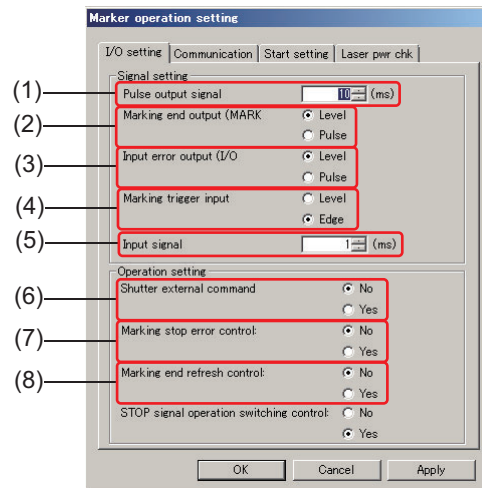 Marker operation setting
I/O setting Communication Start setting Laser pwr chk
Signal setting
(1) Pulse output signal 10 (ms)
(2) Marking end output (MARK Level
Pulse
(3) Input error output (I/O Level
Pulse
(4) Marking trigger input Level
Edge
(5) Input signal 1 (ms)
Operation setting
(6) Shutter external command No
Yes
(7) Marking stop error control: No
Yes
(8) Marking end refresh control: No
Yes
STOP signal operation switching control: No
Yes
OK Cancel Apply